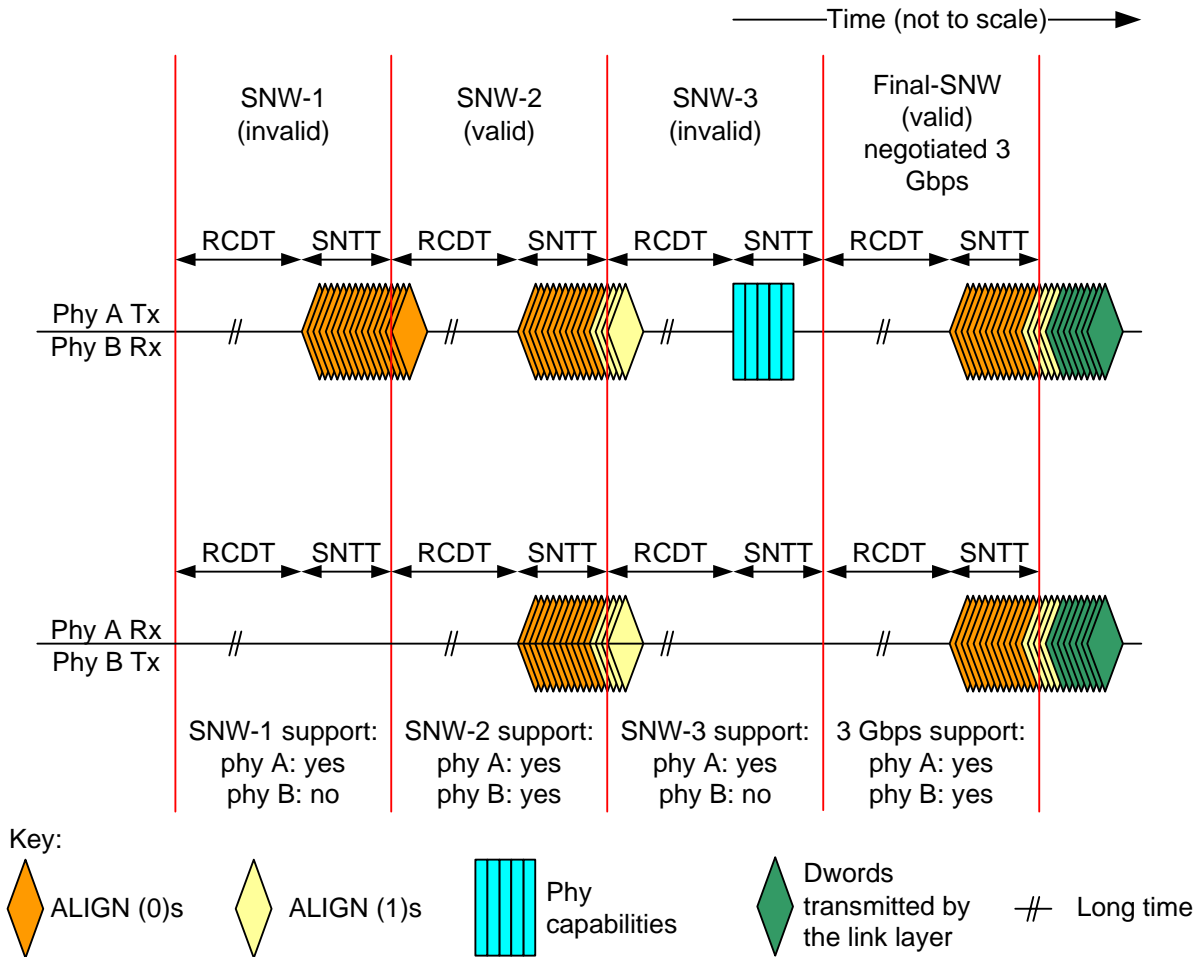 Time (not to scale)
SNW-1
(invalid)
SNW-2
(valid)
SNW-3
(invalid)
Final-SNW
(valid)
negotiated 3
Gbps
RCDT SNTT RCDT SNTT RCDT SNTT RCDT SNTT
Phy A Tx
Phy B Rx
RCDT SNTT RCDT SNTT RCDT SNTT RCDT SNTT
Phy A Rx
Phy B Tx
SNW-1 support:
phy A: yes
phy B: no
SNW-2 support:
phy A: yes
phy B: yes
SNW-3 support:
phy A: yes
phy B: no
3 Gbps support:
phy A: yes
phy B: yes
Key:
ALIGN (0)s
ALIGN (1)s
Phy
capabilities
Dwords
transmitted by
the link layer
Long time